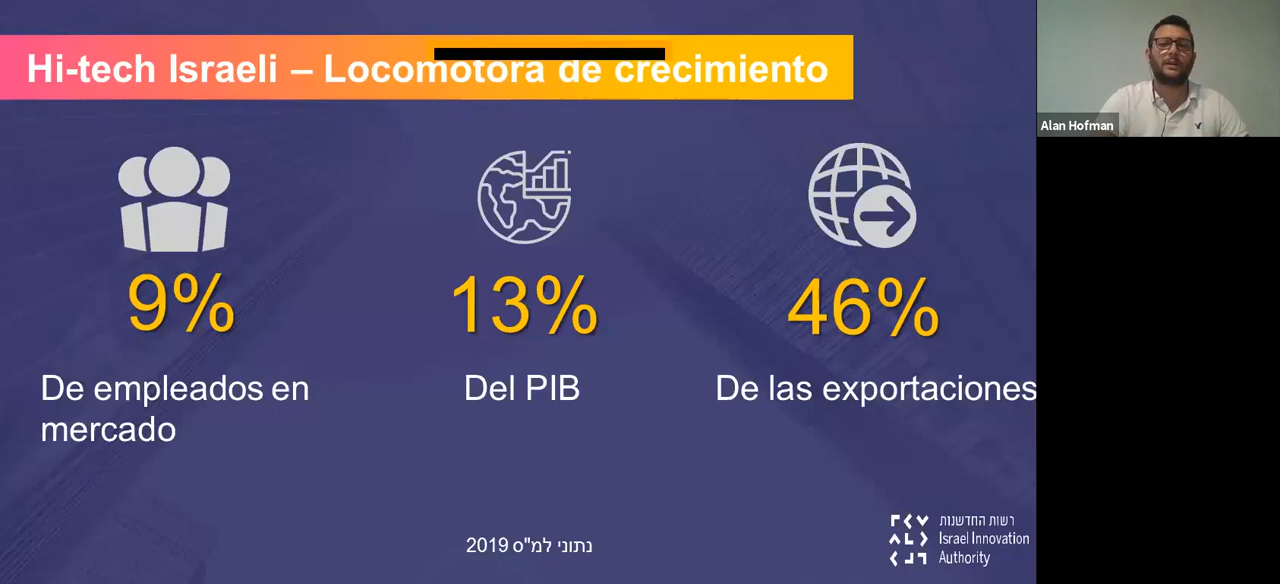 Hi-tech Israeli – Locomotora de crecimiento
Alan Hofman
9%
De empleados en
mercado
13%
Del PIB
46%
De las exportaciones
נתוני למ"ס 2019
רשות החדשנות
Israel Innovation
Authority